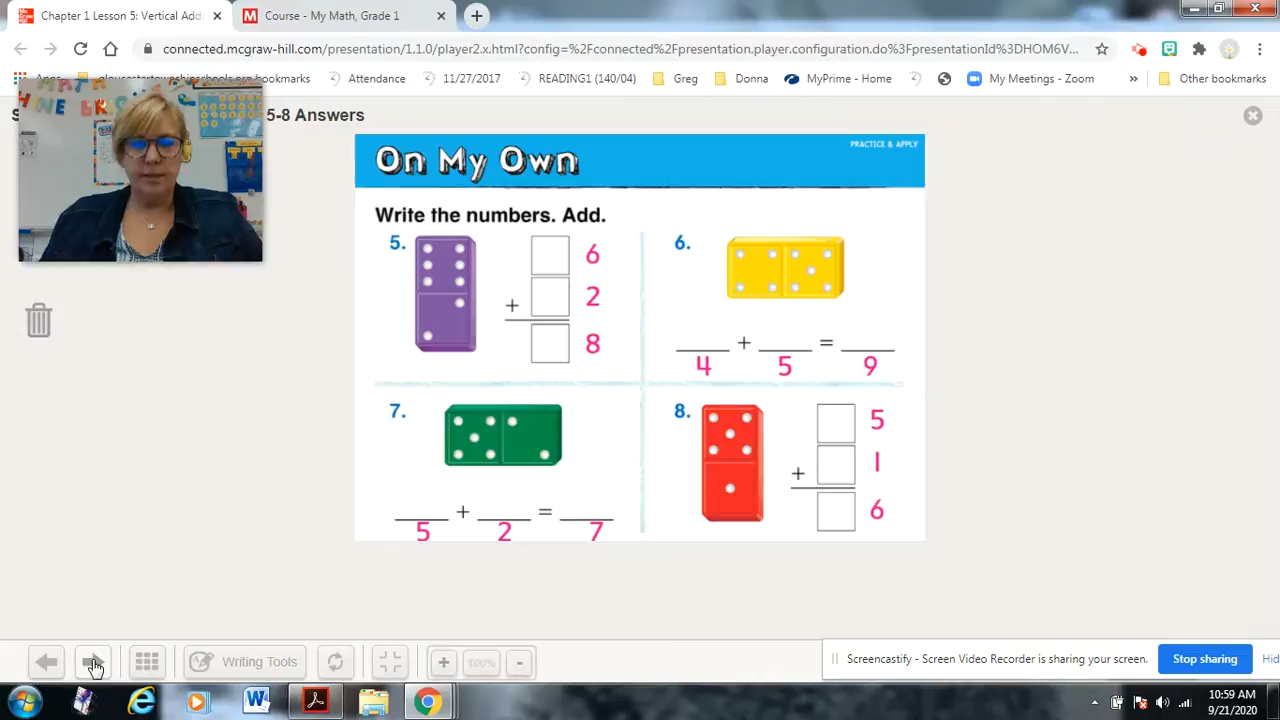 Chapter 1 Lesson 5: Vertical Add
Course - My Math, Grade 1
connected.mcgraw-hill.com/presentation/1.1.0/player2.x.html?config=%2Fconnected%2Fpresentation.player.configuration.do%3FpresentationId%3DHOM6V...
Attendance
11/27/2017
READING1 (140/04)
Greg
Donna
MyPrime - Home
My Meetings - Zoom
»
Other bookmarks
5-8 Answers
On My Own
PRACTICE & APPLY
Write the numbers. Add.
5.
6
+ 2
8
6.
+ =
4 5 9
7.
+ =
5 2 7
8.
5
+ 1
6
Writing Tools
+ 100% -
Screencastify - Screen Video Recorder is sharing your screen.
Stop sharing
Hid
10:59 AM
9/21/2020